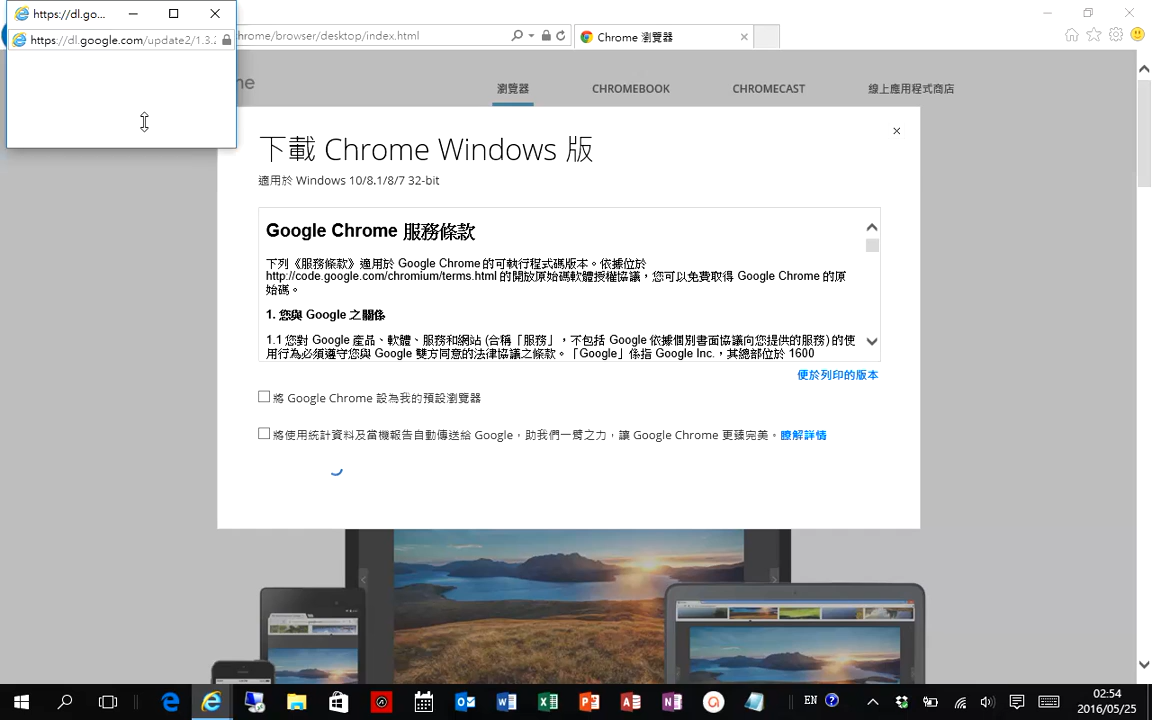 https://dl.go...
https://dl.google.com/update2/1.3.2
hrome/browser/desktop/index.html
Chrome 瀏覽器
me
瀏覽器
CHROMEBOOK
CHROMECAST
線上應用程式商店
下載 Chrome Windows 版
適用於 Windows 10/8.1/8/7 32-bit
Google Chrome 服務條款
下列《服務條款》適用於 Google Chrome 的可執行程式碼版本。依據位於
http://code.google.com/chromium/terms.html 的開放原始碼軟體授權協議，您可以免費取得 Google Chrome 的原
始碼。
1. 您與 Google 之關係
1.1 您對 Google 產品、軟體、服務和網站 (合稱「服務」，不包括 Google 依據個別書面協議向您提供的服務) 的使
用行為必須遵守您與 Google 雙方同意的法律協議之條款。「Google」係指 Google Inc.，其總部位於 1600
便於列印的版本
將 Google Chrome 設為我的預設瀏覽器
將使用統計資料及當機報告自動傳送給 Google，助我們一臂之力，讓 Google Chrome 更臻完美。瞭解詳情
EN
02:54
2016/05/25